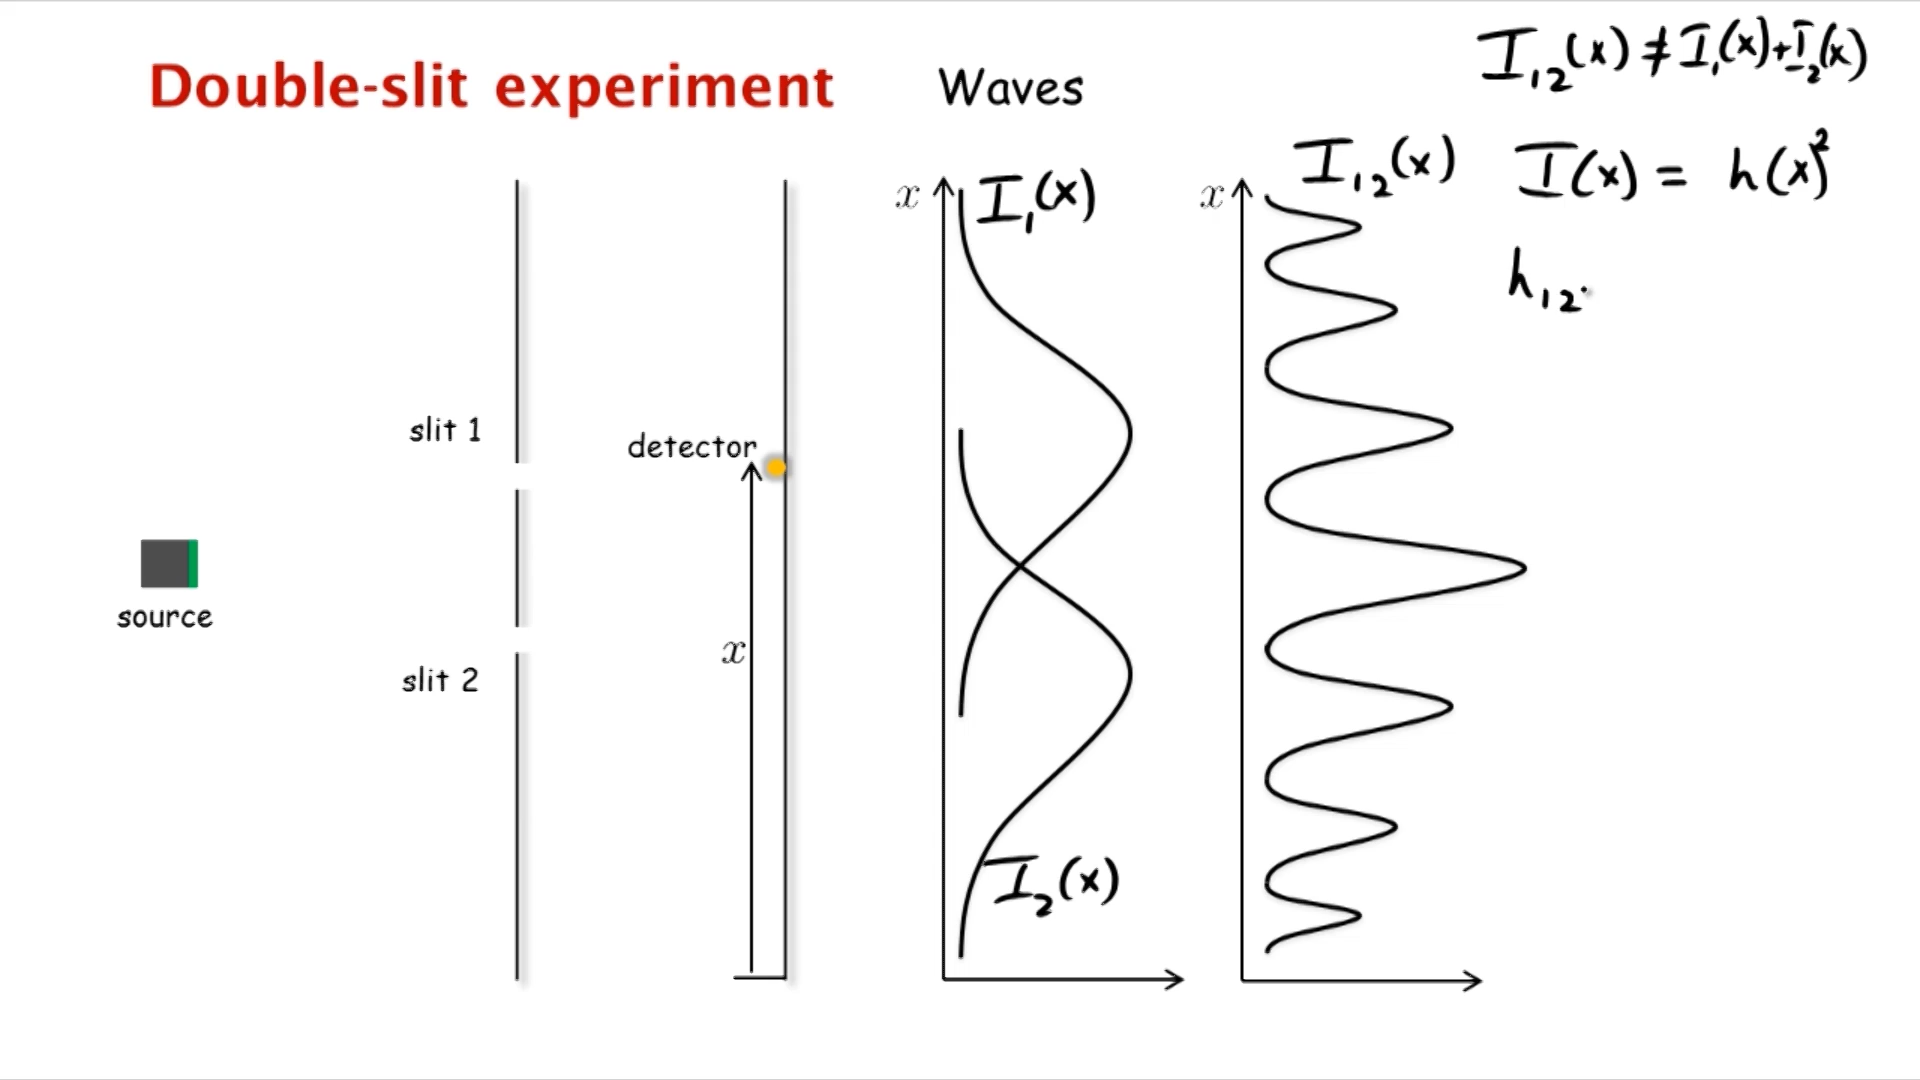 Double-slit experiment
Waves
I₁₂(x) ≠ I₁(x)+I₂(x)
I₁₂(x)
I(x) = h(x)²
x
I₁(x)
x
h₁₂
slit 1
detector
source
x
slit 2
I₂(x)